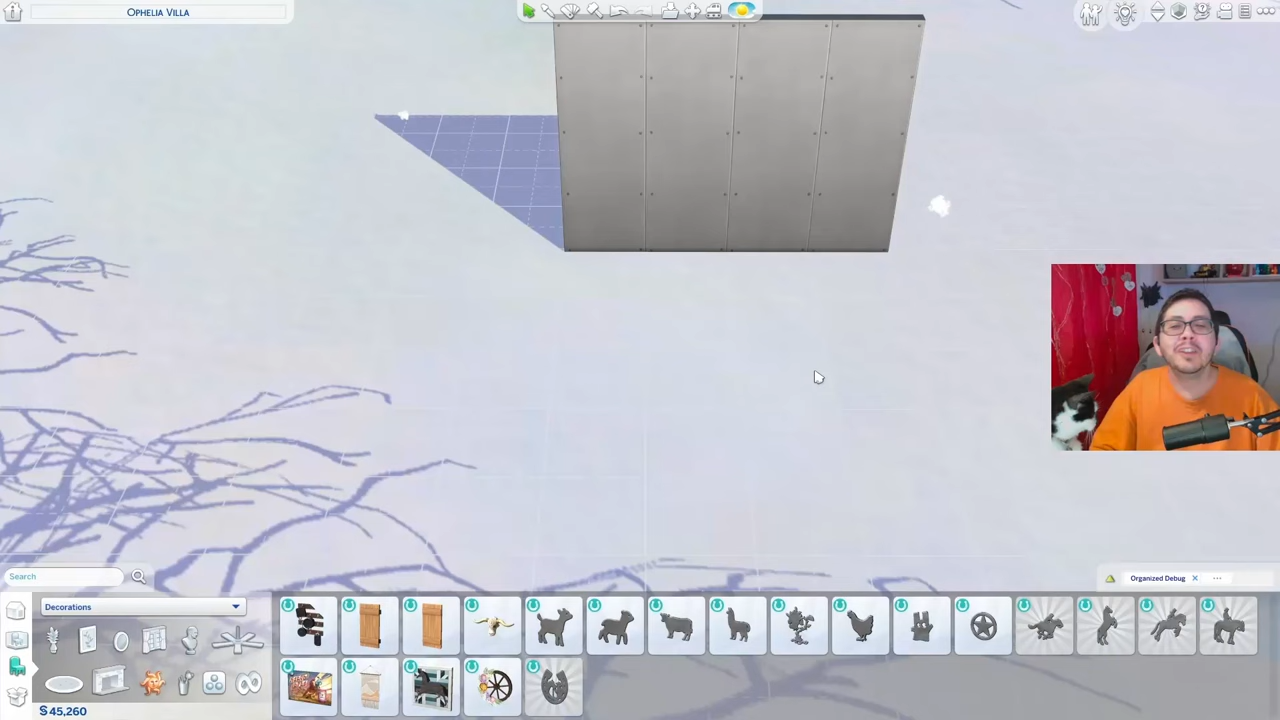 Ophelia Villa
Search
Organized Debug
Decorations
§45,260